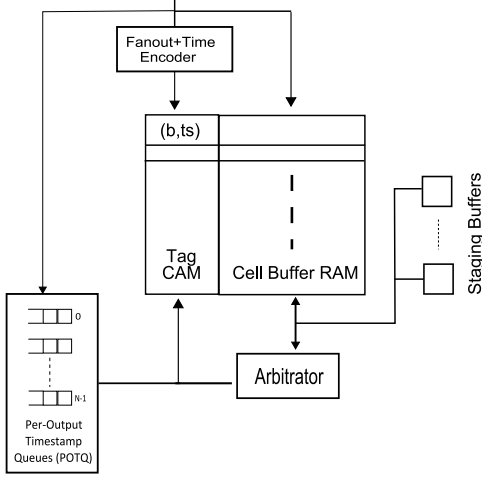 Fanout+Time
Encoder
(b,ts)
Tag
CAM
Cell Buffer RAM
Staging Buffers
0
N-1
Per-Output
Timestamp
Queues (POTQ)
Arbitrator